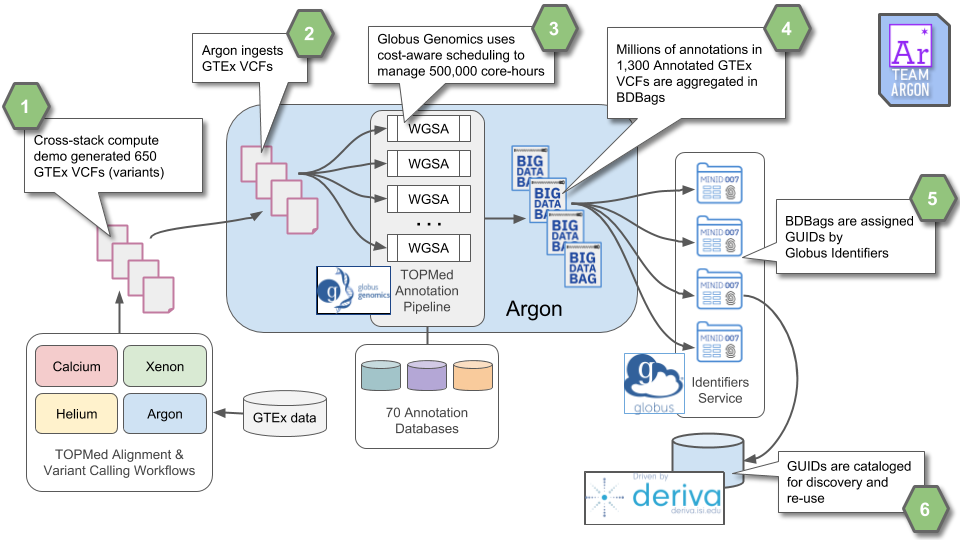 1
Cross-stack compute
demo generated 650
GTEx VCFs (variants)
2
Argon ingests
GTEx VCFs
3
Globus Genomics uses
cost-aware scheduling to
manage 500,000 core-hours
4
Millions of annotations in
1,300 Annotated GTEx
VCFs are aggregated in
BDBags
Ar
*
TEAM
ARGON
WGSA
WGSA
WGSA
...
WGSA
TOPMed
Annotation
Pipeline
g
globus
genomics
BIG
DATA
BAG
BIG
DATA
BAG
BIG
DATA
BAG
BIG
DATA
BAG
Argon
MINID 007
MINID 007
MINID 007
MINID 007
Identifiers
Service
g
globus
5
BDBags are assigned
GUIDs by
Globus Identifiers
Calcium
Xenon
Helium
Argon
TOPMed Alignment &
Variant Calling Workflows
GTEx data
70 Annotation
Databases
Driven by
deriva
deriva.isi.edu
GUIDs are cataloged
for discovery and
re-use
6